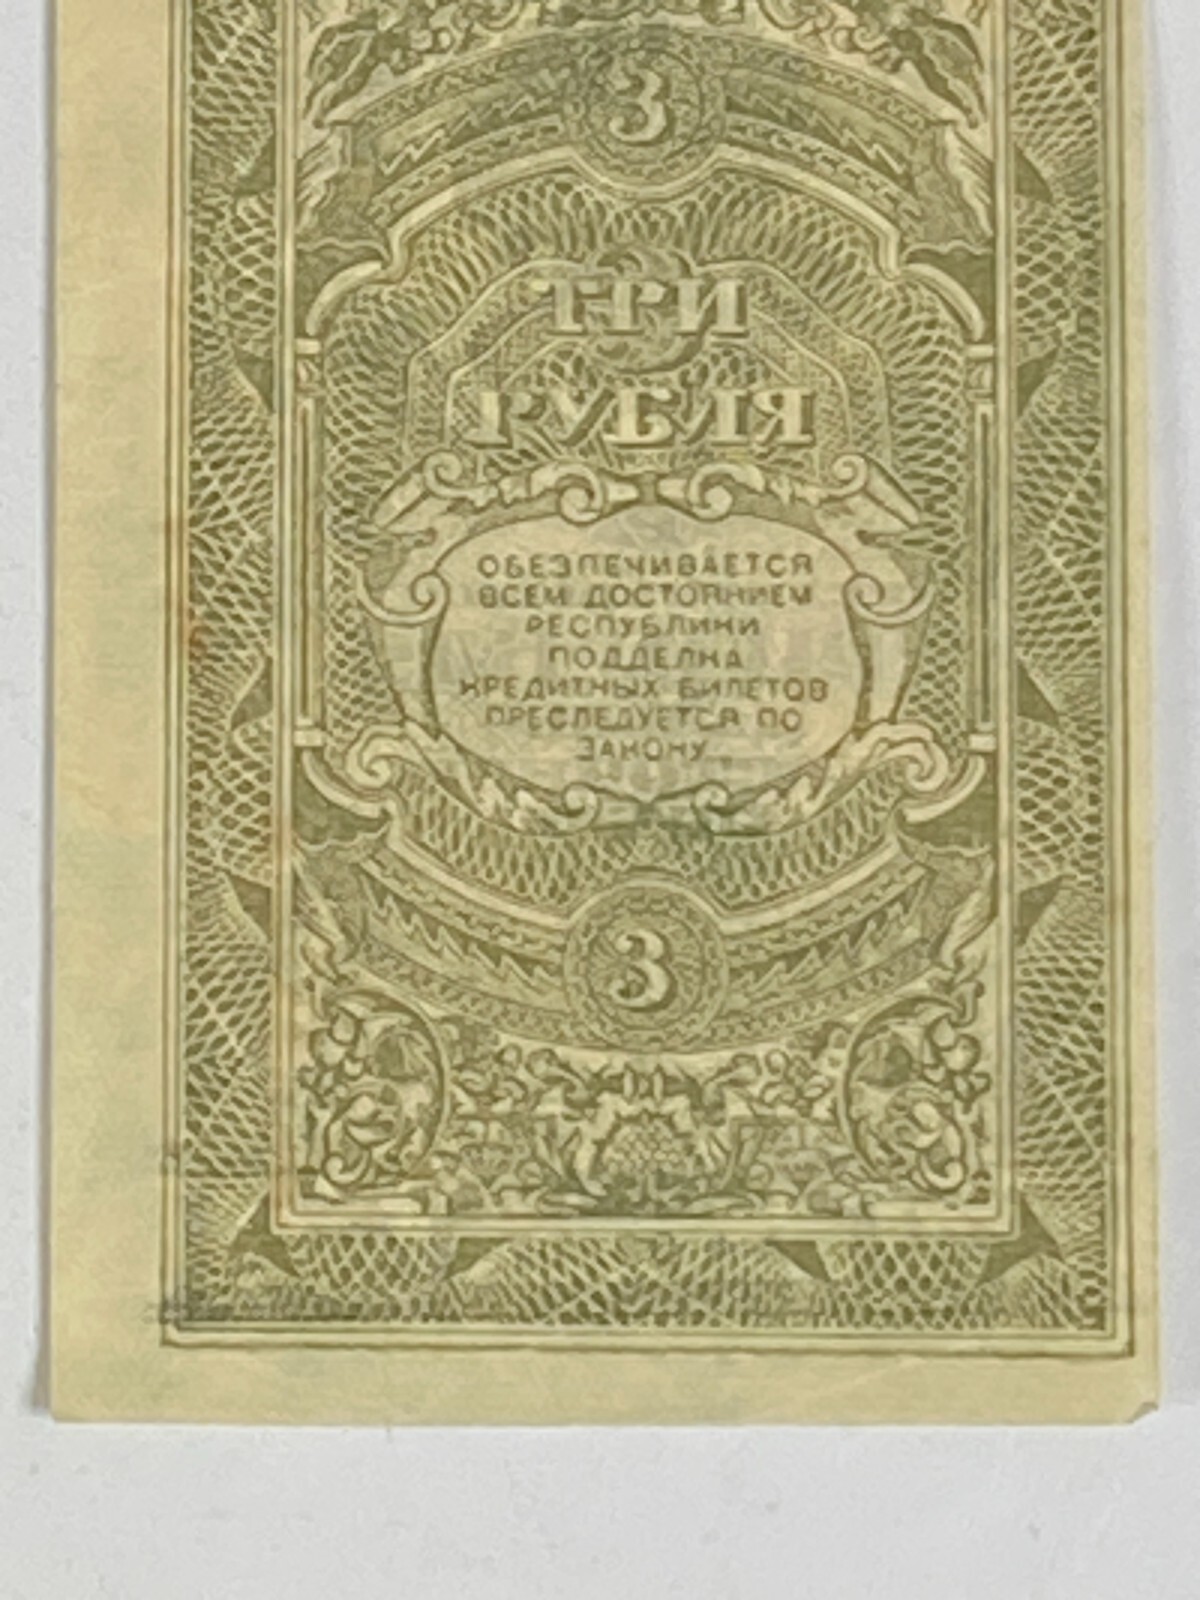 3
ТРИ
РУБЛЯ
ОБЕЗПЕЧИВАЕТСЯ
ВСЕМ ДОСТОЯНИЕМ
РЕСПУБЛИКИ
ПОДДЕЛКА
КРЕДИТНЫХ БИЛЕТОВ
ПРЕСЛЕДУЕТСЯ ПО
ЗАКОНУ
3